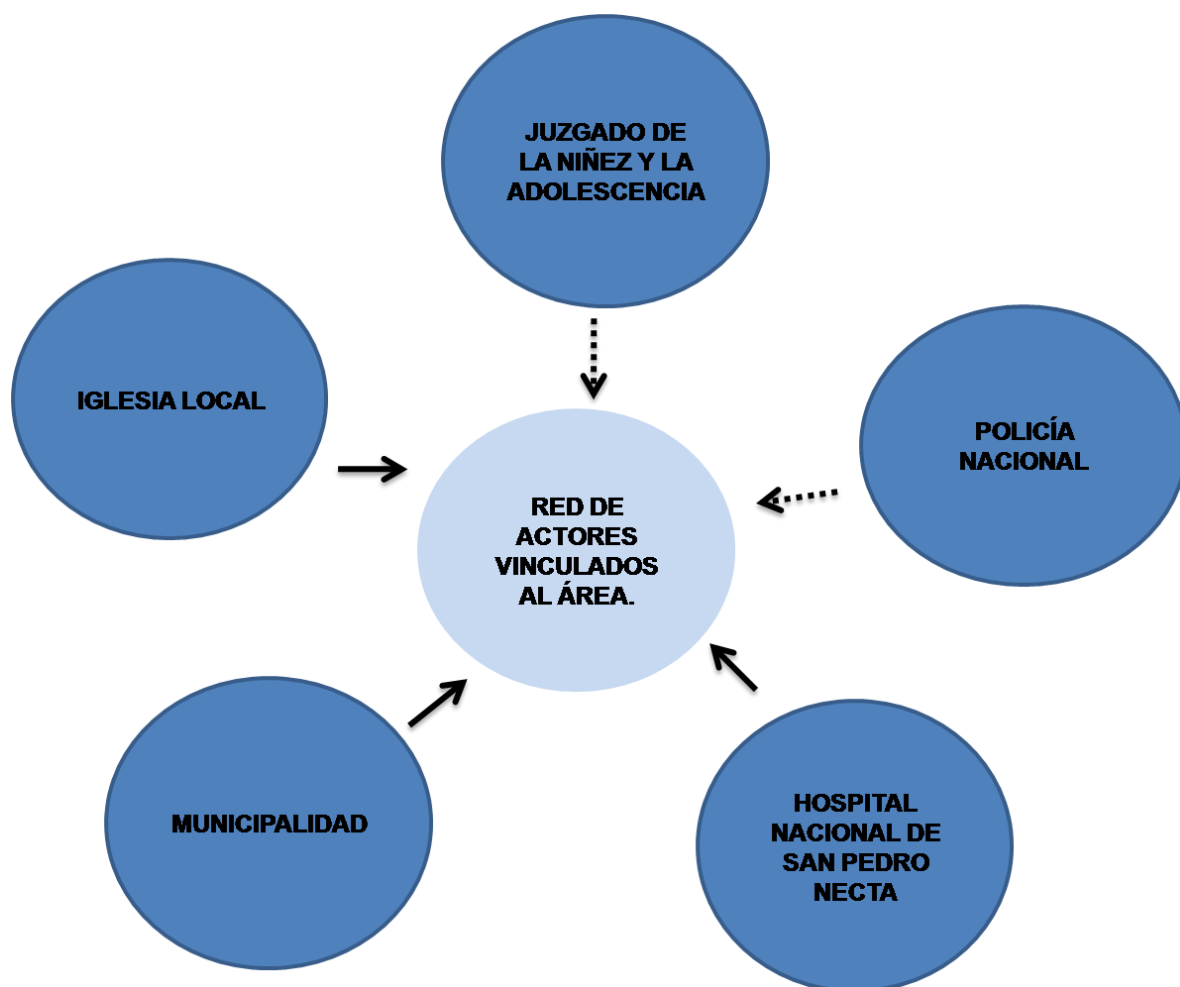 JUZGADO DE
LA NIÑEZ Y LA
ADOLESCENCIA
IGLESIA LOCAL
POLICÍA
NACIONAL
RED DE
ACTORES
VINCULADOS
AL ÁREA.
MUNICIPALIDAD
HOSPITAL
NACIONAL DE
SAN PEDRO
NECTA